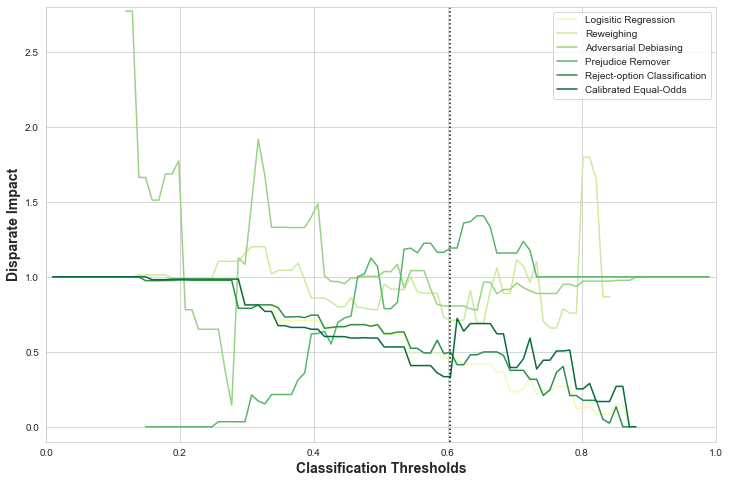 Logisitic Regression
Reweighing
Adversarial Debiasing
Prejudice Remover
Reject-option Classification
Calibrated Equal-Odds
Disparate Impact
2.5
2.0
1.5
1.0
0.5
0.0
0.0 0.2 0.4 0.6 0.8 1.0
Classification Thresholds